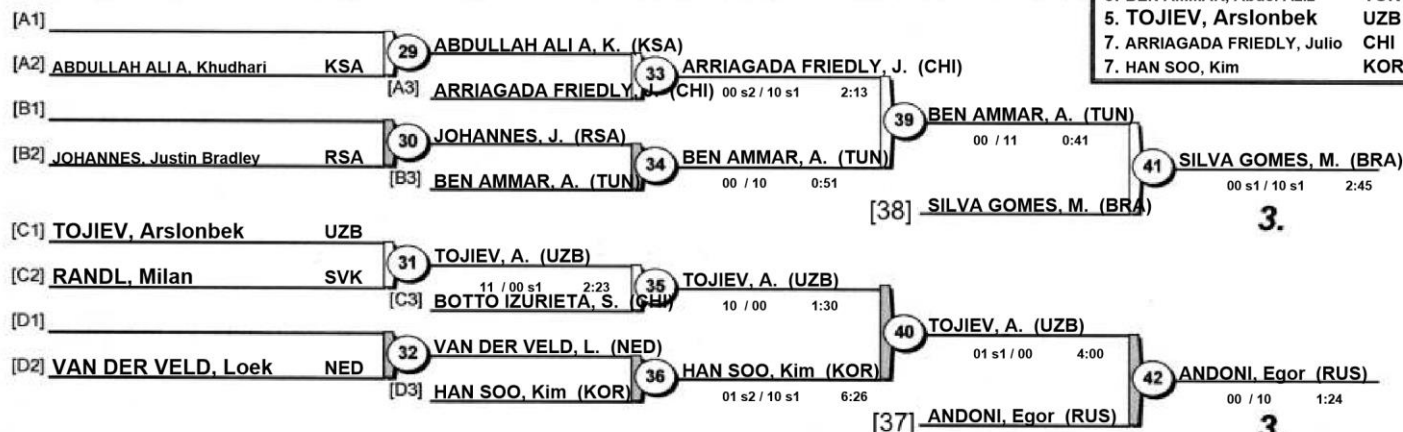 5. TOJIEV, Arslonbek UZB
7. ARRIAGADA FRIEDLY, Julio CHI
7. HAN SOO, Kim KOR
[A1]
[A2] ABDULLAH ALI A, Khudhari KSA
29 ABDULLAH ALI A, K. (KSA)
[A3] ARRIAGADA FRIEDLY, J. (CHI)
33 ARRIAGADA FRIEDLY, J. (CHI)
00 s2 / 10 s1 2:13
[B1]
[B2] JOHANNES, Justin Bradley RSA
30 JOHANNES, J. (RSA)
[B3] BEN AMMAR, A. (TUN)
34 BEN AMMAR, A. (TUN)
00 / 10 0:51
39 BEN AMMAR, A. (TUN)
00 / 11 0:41
[38] SILVA GOMES, M. (BRA)
41 SILVA GOMES, M. (BRA)
00 s1 / 10 s1 2:45
3.
[C1] TOJIEV, Arslonbek UZB
[C2] RANDL, Milan SVK
31 TOJIEV, A. (UZB)
11 / 00 s1 2:23
[C3] BOTTO IZURIETA, S. (CHI)
35 TOJIEV, A. (UZB)
10 / 00 1:30
[D1]
[D2] VAN DER VELD, Loek NED
32 VAN DER VELD, L. (NED)
[D3] HAN SOO, Kim (KOR)
36 HAN SOO, Kim (KOR)
01 s2 / 10 s1 6:26
40 TOJIEV, A. (UZB)
01 s1 / 00 4:00
[37] ANDONI, Egor (RUS)
42 ANDONI, Egor (RUS)
00 / 10 1:24
3